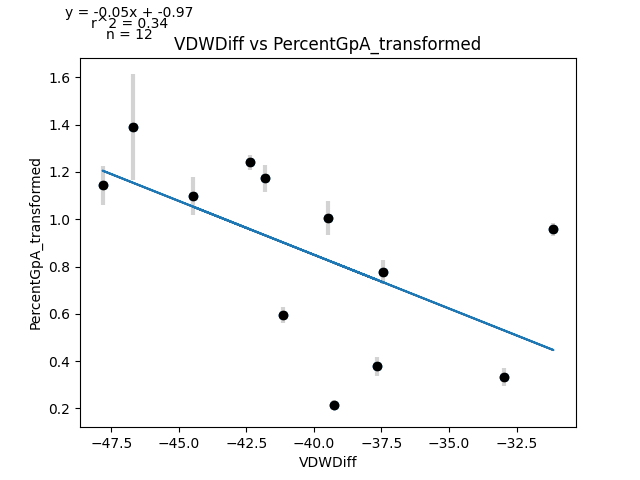 y = -0.05x + -0.97
r^2 = 0.34
n = 12
VDWDiff vs PercentGpA_transformed
PercentGpA_transformed
1.6
1.4
1.2
1.0
0.8
0.6
0.4
0.2
−47.5 −45.0 −42.5 −40.0 −37.5 −35.0 −32.5
VDWDiff